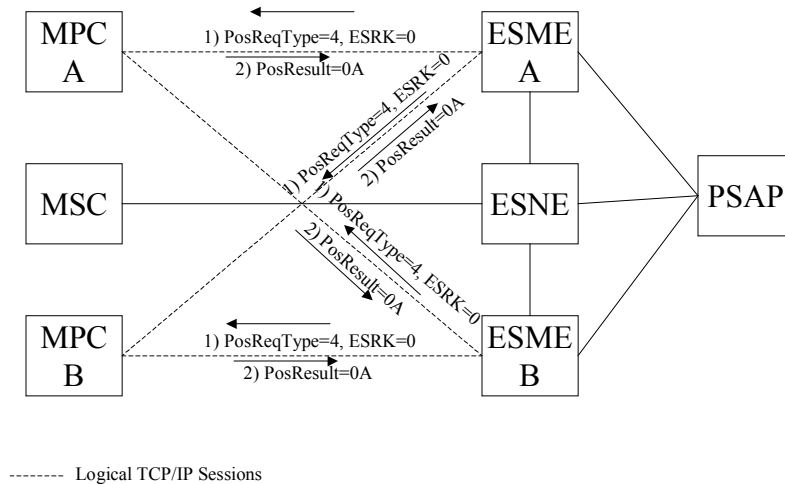 MPC
A
1) PosReqType=4, ESRK=0
2) PosResult=0A
ESME
A
1) PosReqType=4, ESRK=0
2) PosResult=0A
MSC
ESNE
PSAP
1) PosReqType=4, ESRK=0
2) PosResult=0A
MPC
B
1) PosReqType=4, ESRK=0
2) PosResult=0A
ESME
B
Logical TCP/IP Sessions